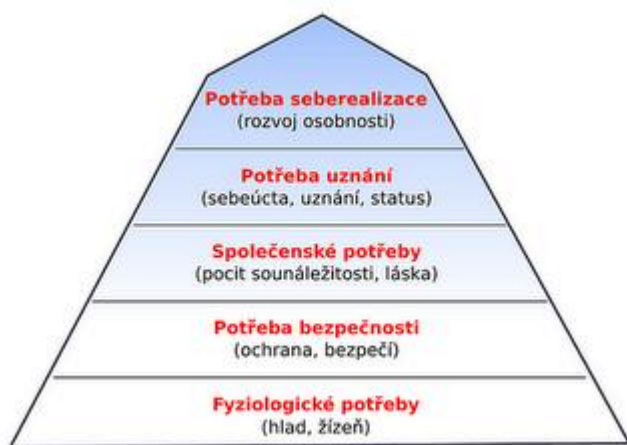 Potřeba seberealizace
(rozvoj osobnosti)
Potřeba uznání
(sebeúcta, uznání, status)
Společenské potřeby
(pocit sounáležitosti, láska)
Potřeba bezpečnosti
(ochrana, bezpečí)
Fyziologické potřeby
(hlad, žízeň)